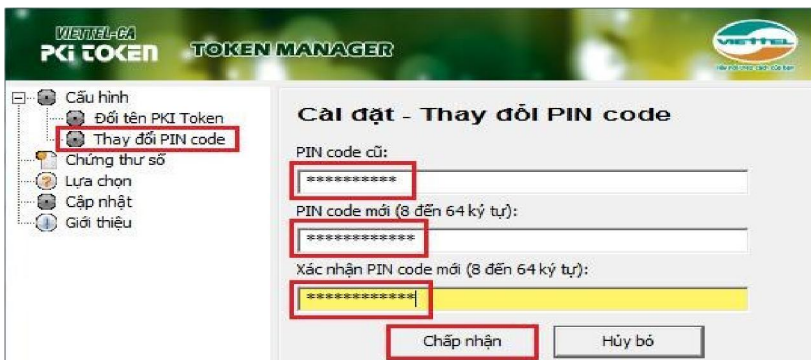 VIETTEL-CA
PKI TOKEN
TOKEN MANAGER
VIETTEL
Cấu hình
Đổi tên PKI Token
Thay đổi PIN code
Chứng thư số
Lựa chọn
Cập nhật
Giới thiệu
Cài đặt - Thay đổi PIN code
PIN code cũ:
**********
PIN code mới (8 đến 64 ký tự):
************
Xác nhận PIN code mới (8 đến 64 ký tự):
************
Chấp nhận
Hủy bỏ